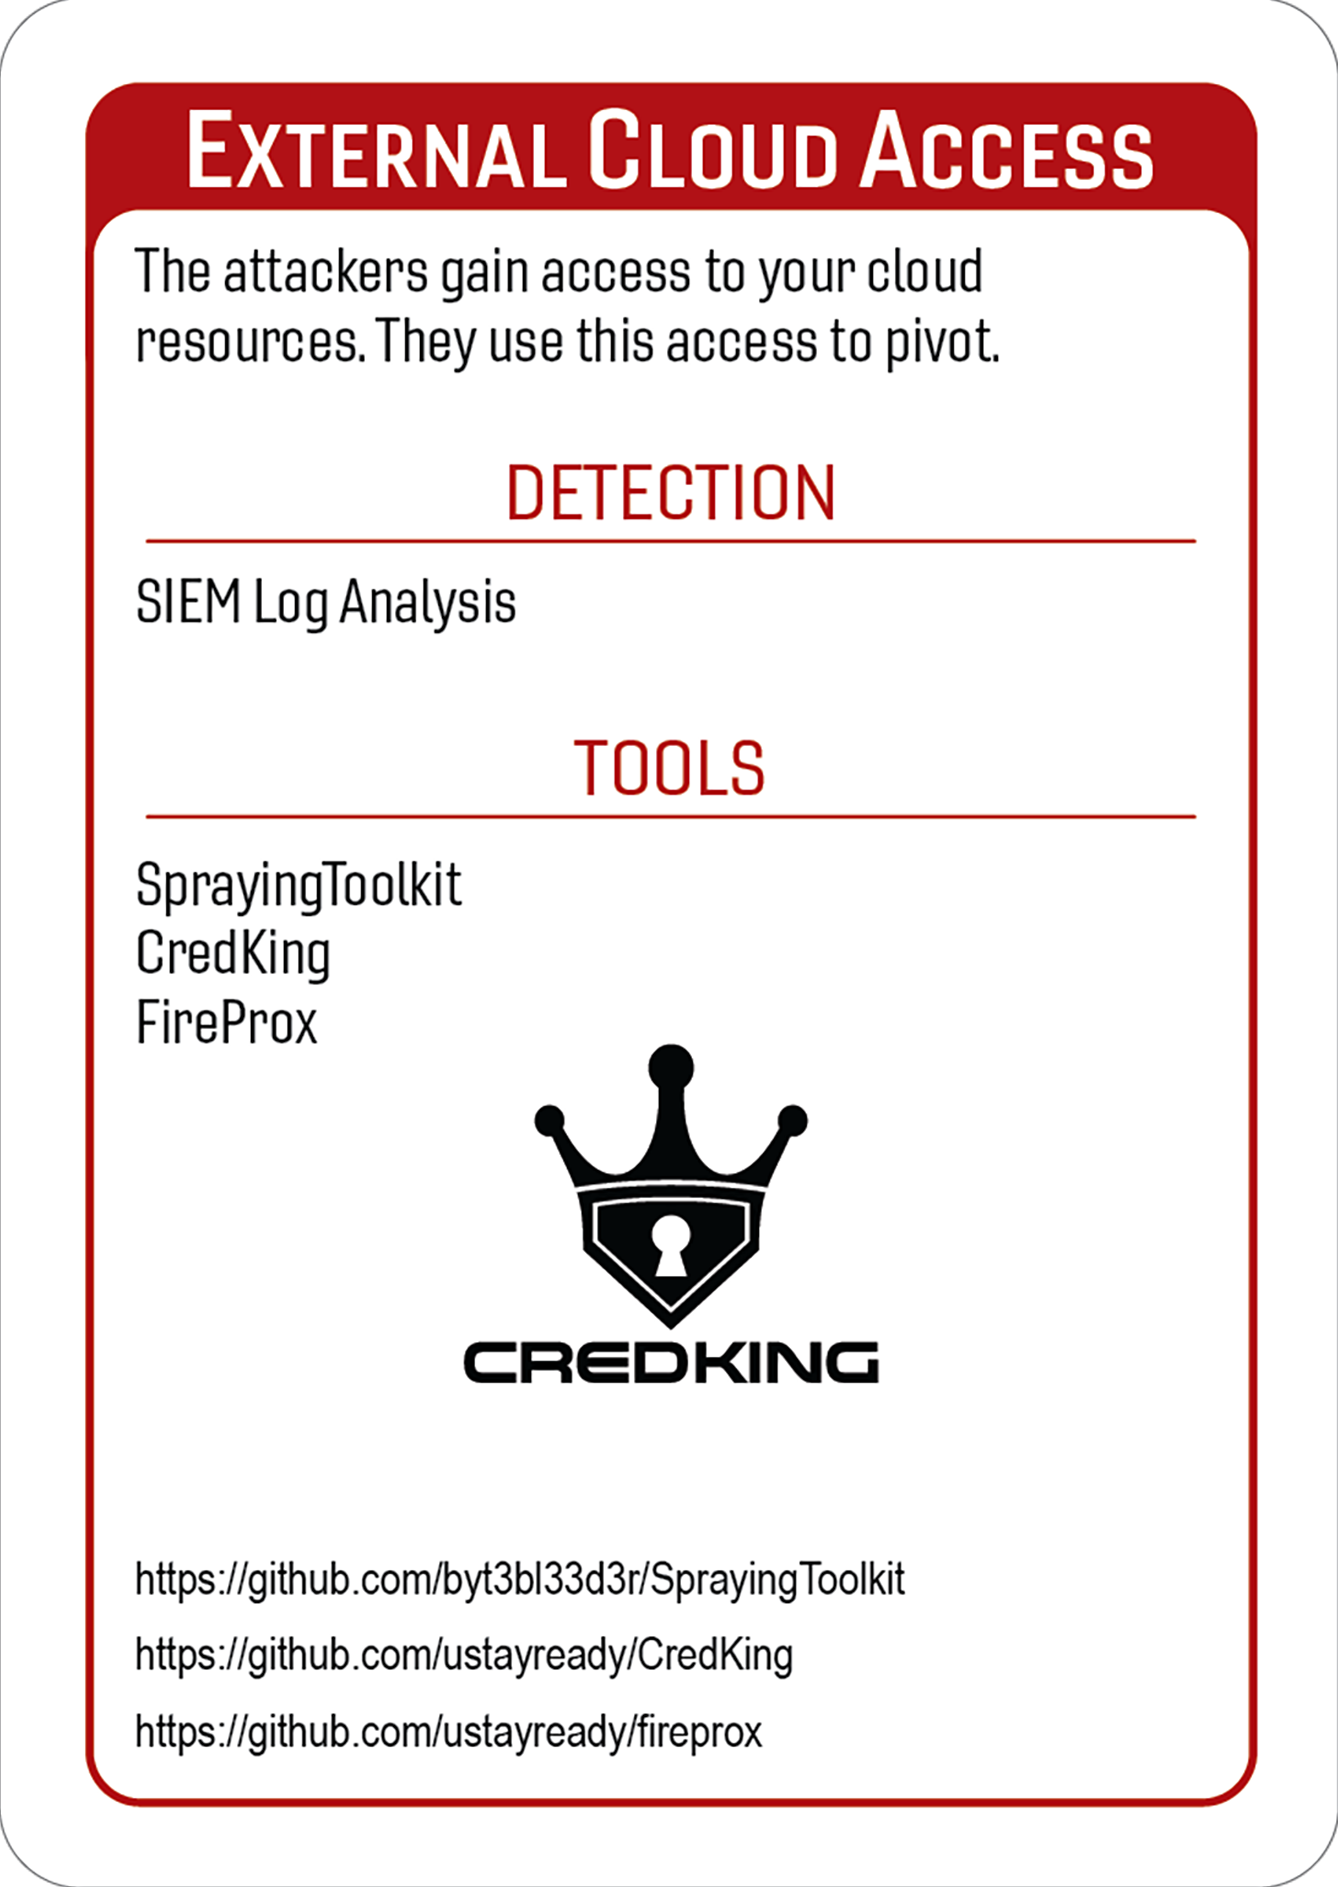 External Cloud Access
The attackers gain access to your cloud
resources. They use this access to pivot.
DETECTION
SIEM Log Analysis
TOOLS
SprayingToolkit
CredKing
FireProx
CREDKING
https://github.com/byt3bl33d3r/SprayingToolkit
https://github.com/ustayready/CredKing
https://github.com/ustayready/fireprox